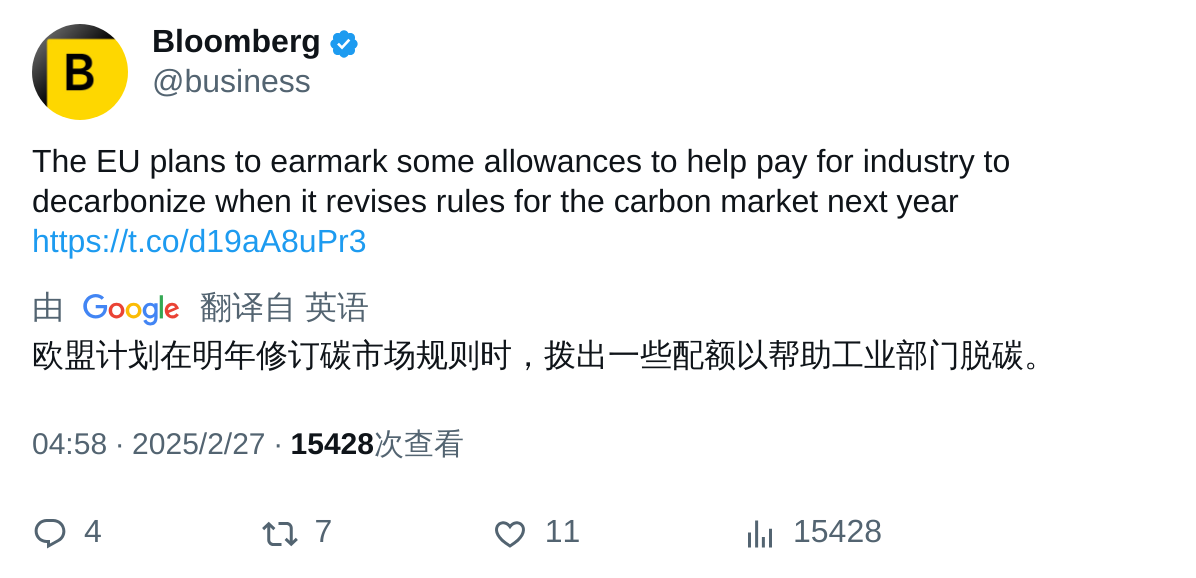 B
Bloomberg
@business
The EU plans to earmark some allowances to help pay for industry to
decarbonize when it revises rules for the carbon market next year
https://t.co/d19aA8uPr3
由 Google 翻译自 英语
欧盟计划在明年修订碳市场规则时，拨出一些配额以帮助工业部门脱碳。
04:58 · 2025/2/27 · 15428次查看
4 7 11 15428